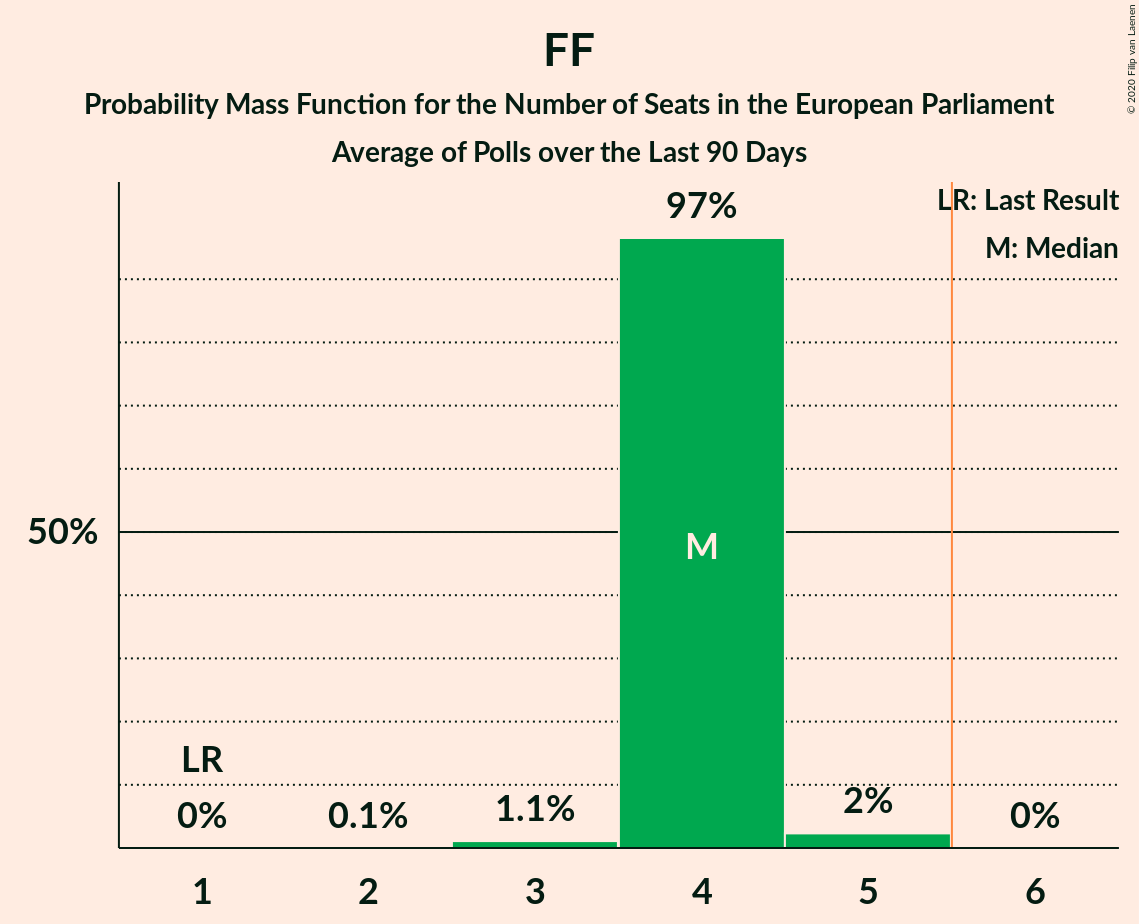 FF
Probability Mass Function for the Number of Seats in the European Parliament
Average of Polls over the Last 90 Days
© 2020 Filip van Laenen
97%
LR: Last Result
M: Median
50%
M
LR
0%
0.1%
1.1%
2%
0%
1 2 3 4 5 6